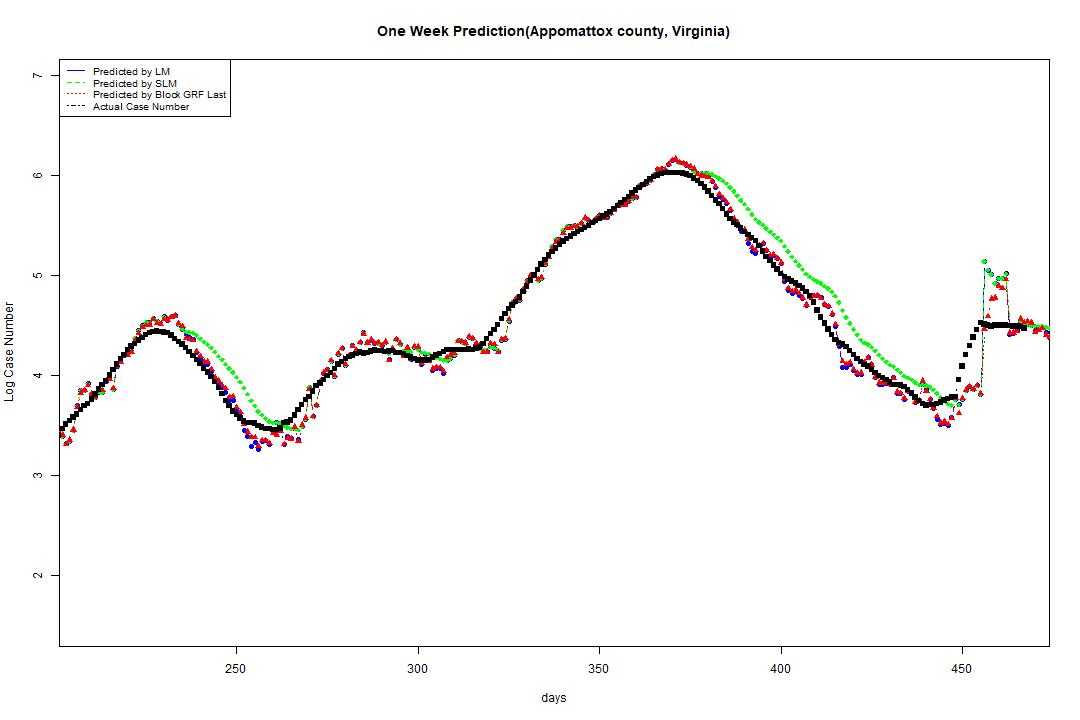 One Week Prediction(Appomattox county, Virginia)
Predicted by LM
Predicted by SLM
Predicted by Block GRF Last
Actual Case Number
Log Case Number
7
6
5
4
3
2
250 300 350 400 450
days